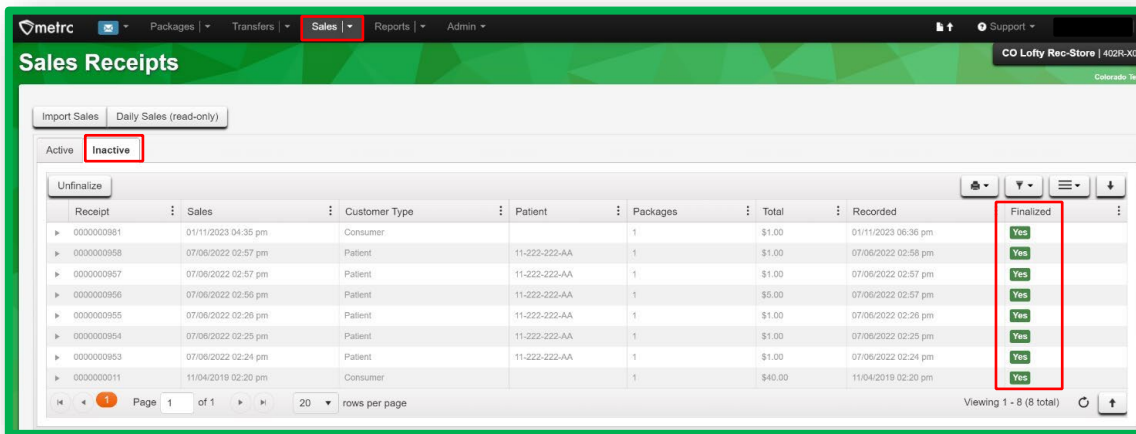 metrc Packages | Transfers | Sales | Reports | Admin Support
Sales Receipts
CO Lofty Rec-Store | 402R-X0
Colorado Te
Import Sales Daily Sales (read-only)
Active Inactive
Unfinalize
Receipt Sales Customer Type Patient Packages Total Recorded Finalized
0000000981 01/11/2023 04:35 pm Consumer 1 $1.00 01/11/2023 06:36 pm Yes
0000000958 07/06/2022 02:57 pm Patient 11-222-222-AA 1 $1.00 07/06/2022 02:58 pm Yes
0000000957 07/06/2022 02:57 pm Patient 11-222-222-AA 1 $1.00 07/06/2022 02:57 pm Yes
0000000956 07/06/2022 02:56 pm Patient 11-222-222-AA 1 $5.00 07/06/2022 02:57 pm Yes
0000000955 07/06/2022 02:26 pm Patient 11-222-222-AA 1 $1.00 07/06/2022 02:26 pm Yes
0000000954 07/06/2022 02:25 pm Patient 11-222-222-AA 1 $1.00 07/06/2022 02:25 pm Yes
0000000953 07/06/2022 02:24 pm Patient 11-222-222-AA 1 $1.00 07/06/2022 02:24 pm Yes
0000000011 11/04/2019 02:20 pm Consumer 1 $40.00 11/04/2019 02:20 pm Yes
1 Page 1 of 1 20 rows per page Viewing 1 - 8 (8 total)